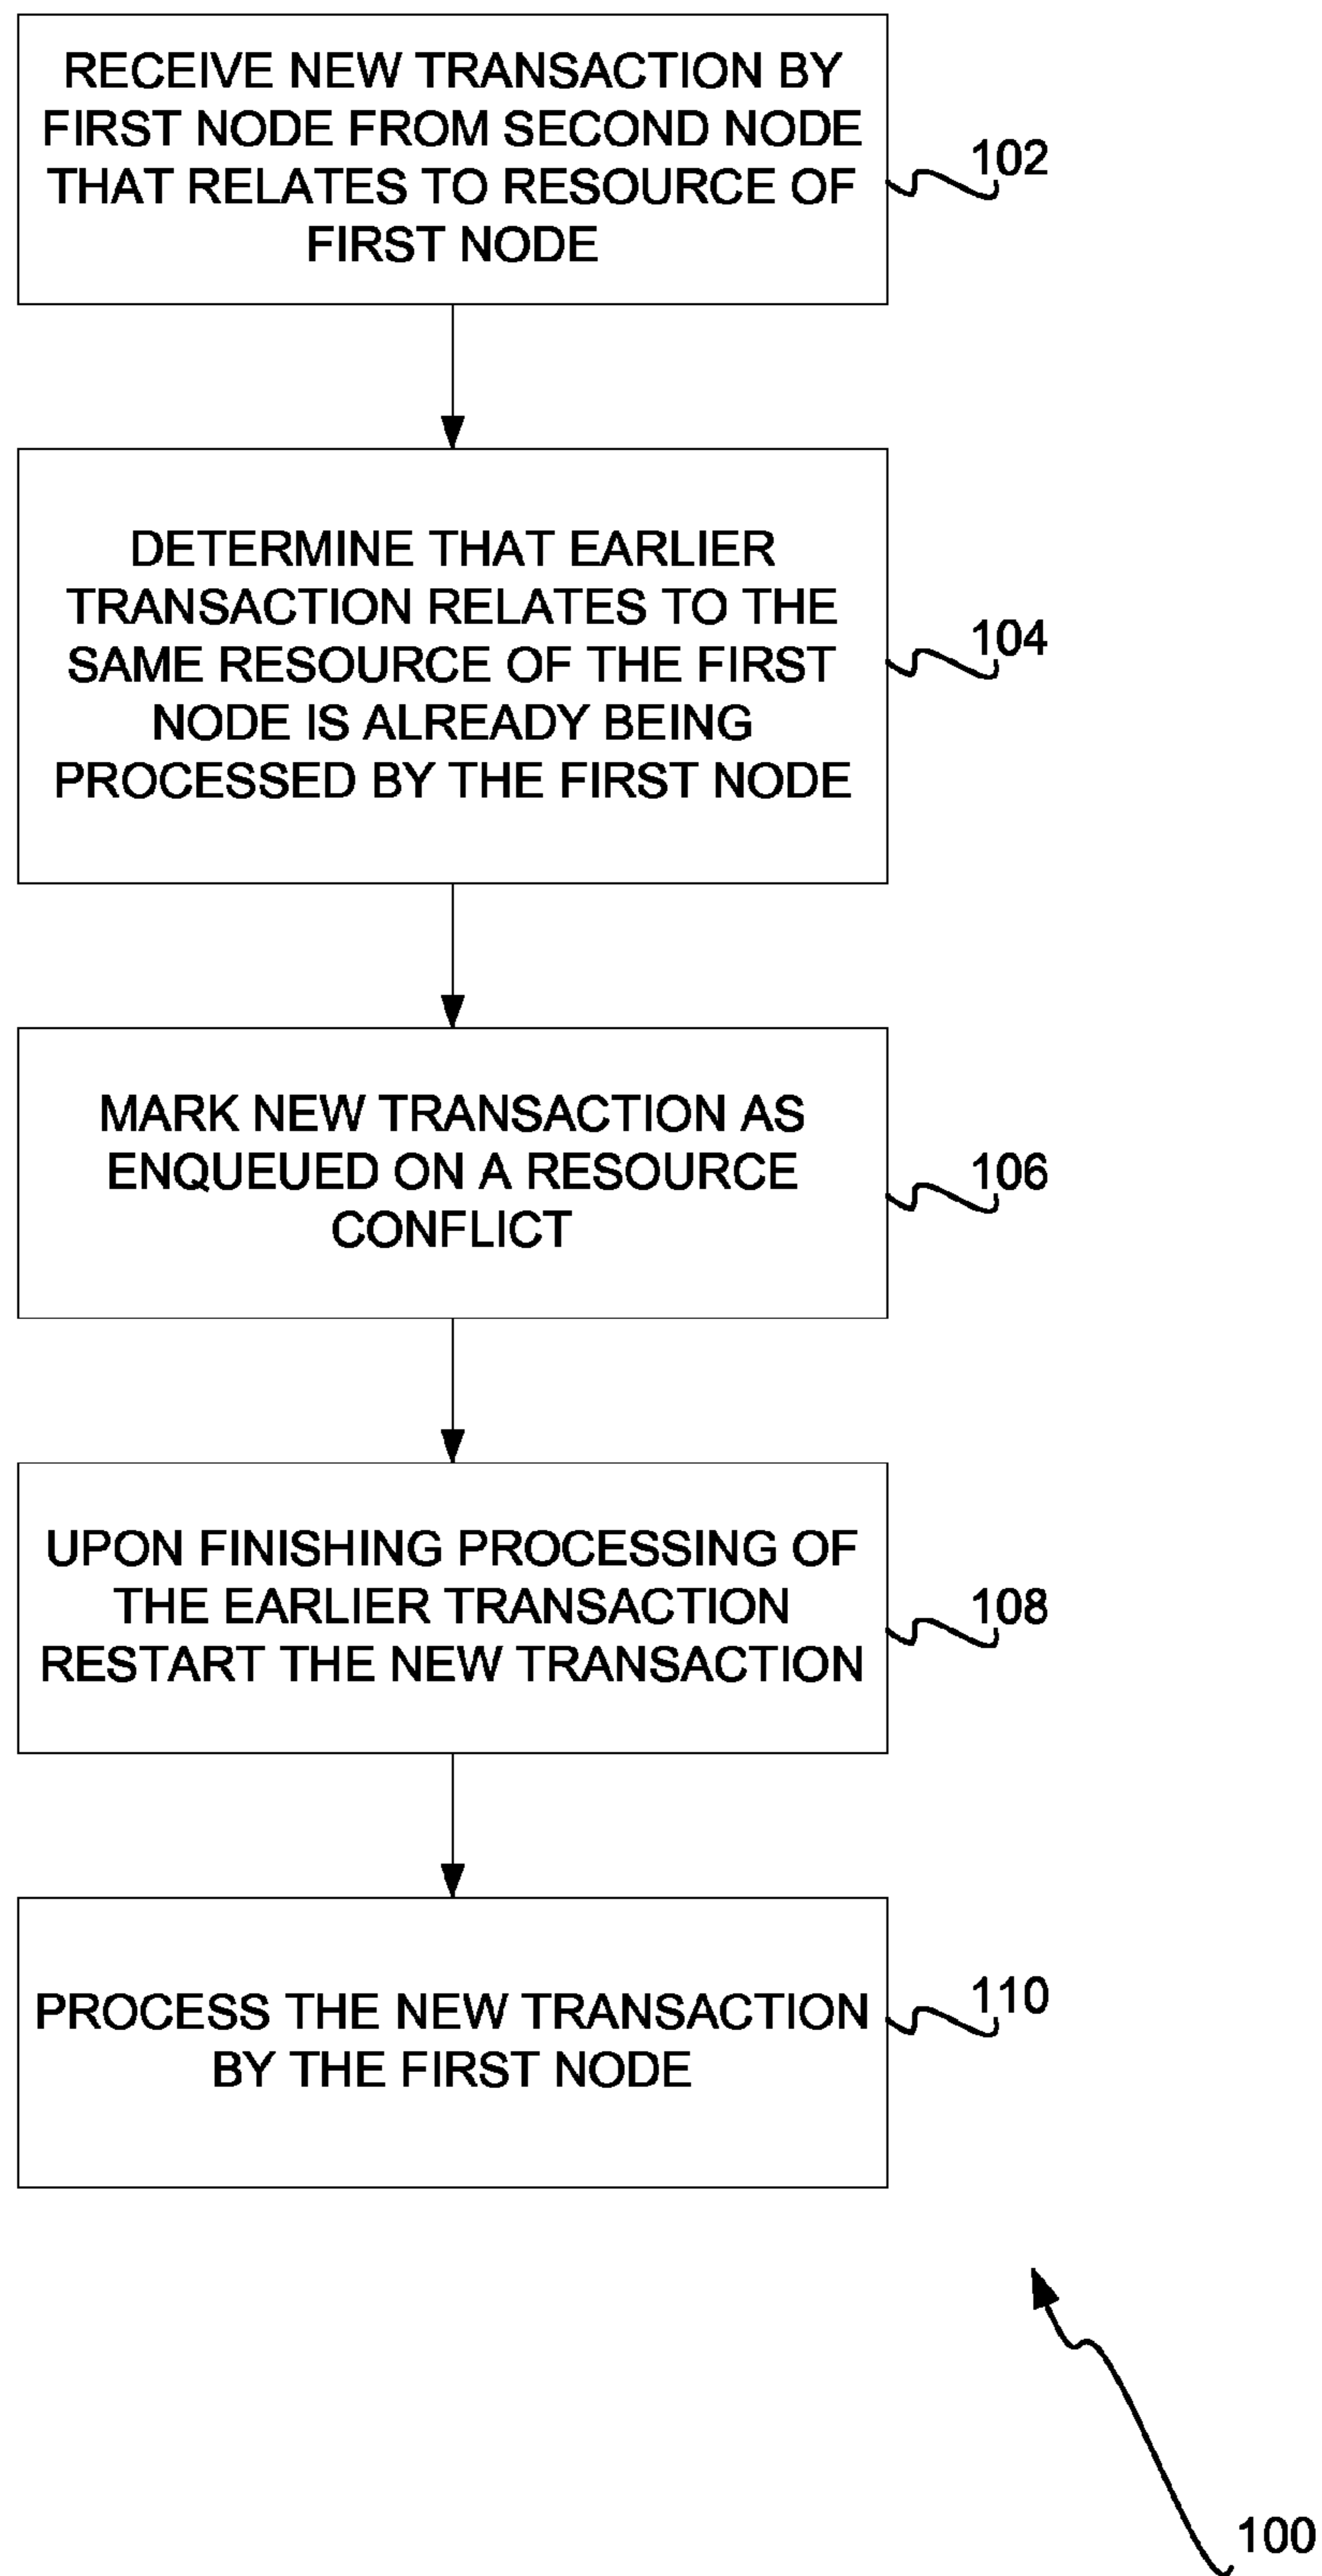 RECEIVE NEW TRANSACTION BY
FIRST NODE FROM SECOND NODE
THAT RELATES TO RESOURCE OF
FIRST NODE
102
DETERMINE THAT EARLIER
TRANSACTION RELATES TO THE
SAME RESOURCE OF THE FIRST
NODE IS ALREADY BEING
PROCESSED BY THE FIRST NODE
104
MARK NEW TRANSACTION AS
ENQUEUED ON A RESOURCE
CONFLICT
106
UPON FINISHING PROCESSING OF
THE EARLIER TRANSACTION
RESTART THE NEW TRANSACTION
108
PROCESS THE NEW TRANSACTION
BY THE FIRST NODE
110
100